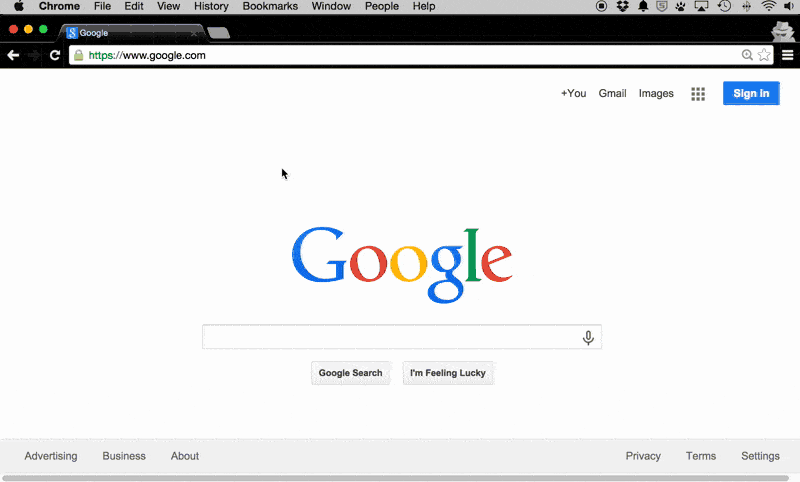 Chrome File Edit View History Bookmarks Window People Help
Google
https://www.google.com
+You Gmail Images Sign in
Google
Google Search I'm Feeling Lucky
Advertising Business About Privacy Terms Settings